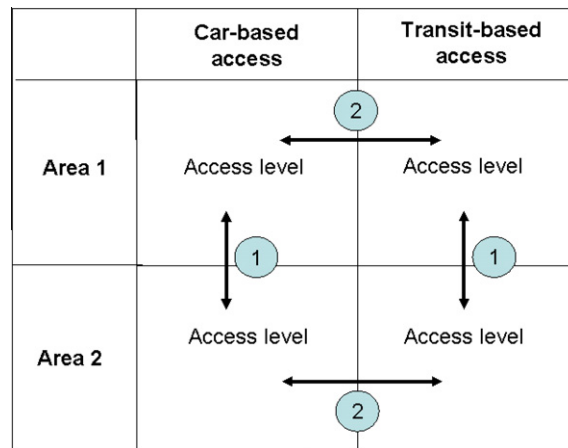 Car-based
access
Transit-based
access
2
Area 1
Access level
Access level
1
1
Access level
Access level
Area 2
2